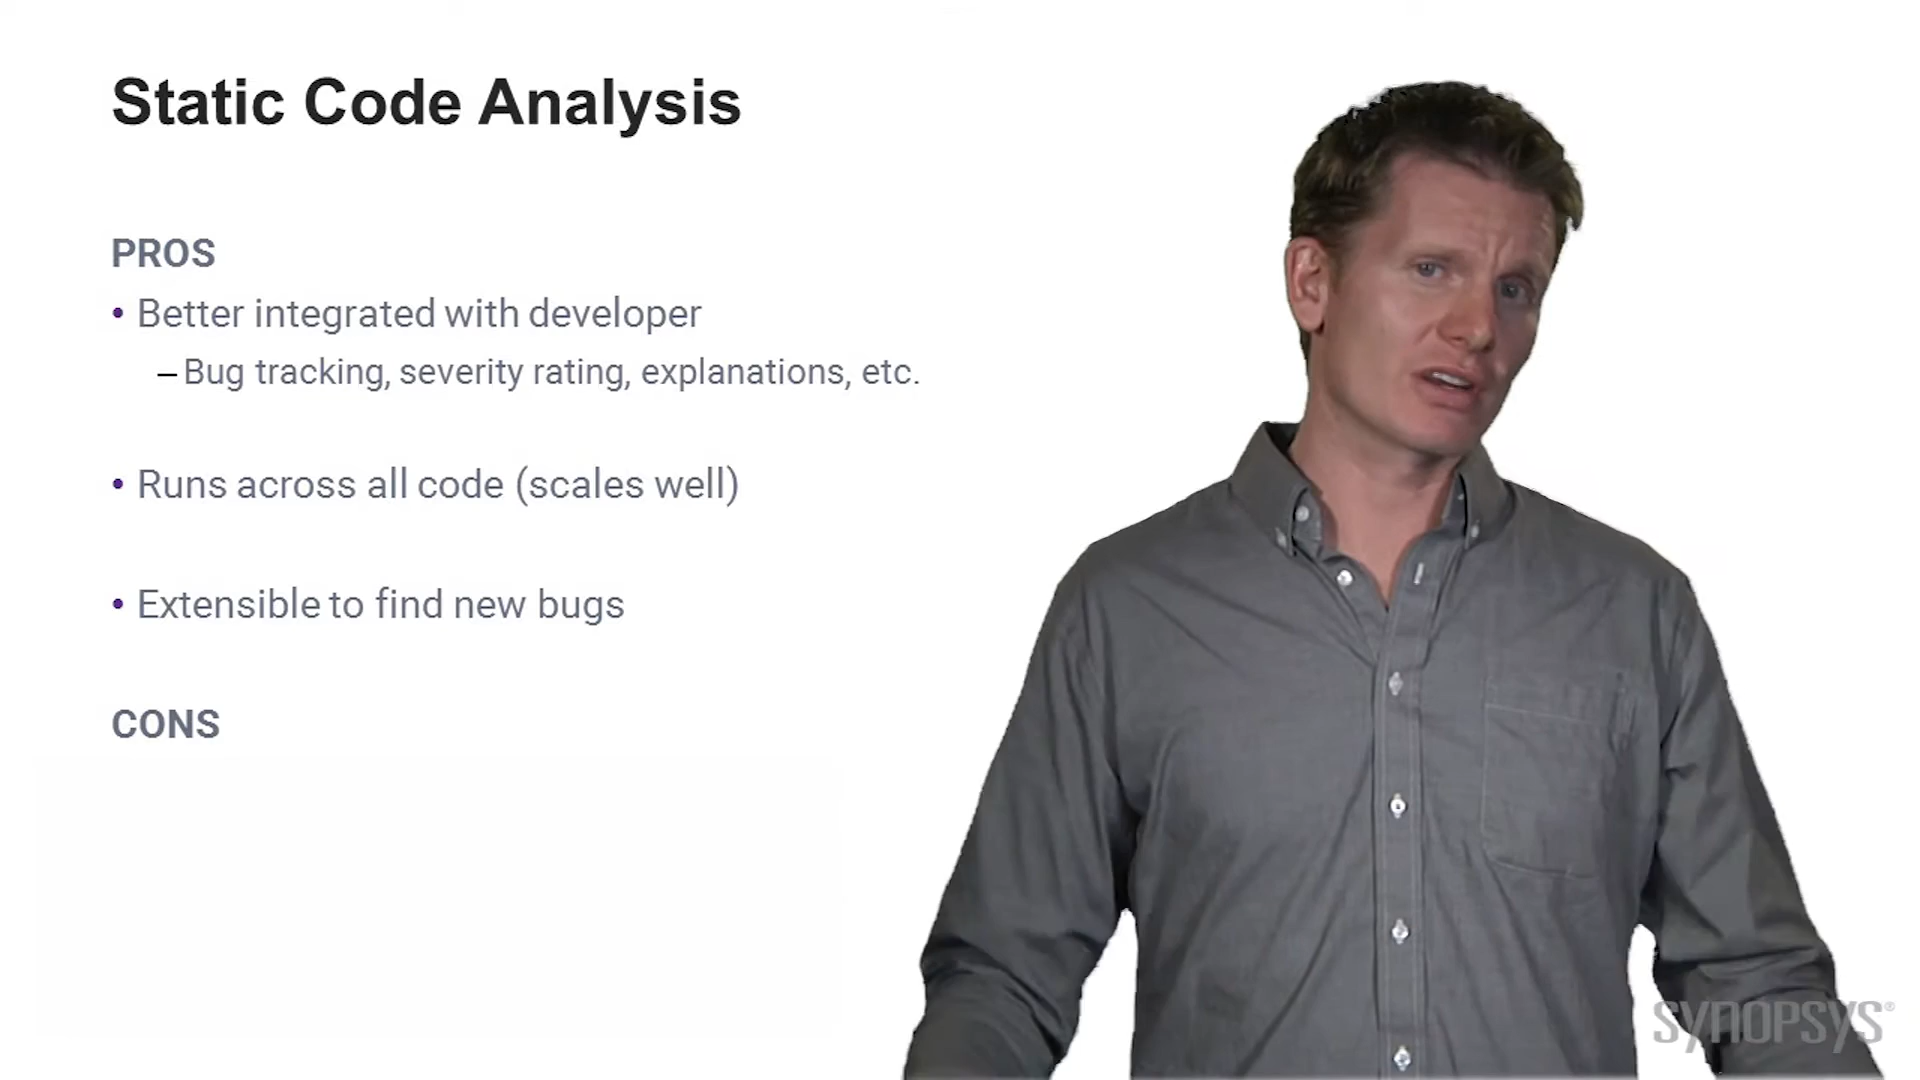 Static Code Analysis
PROS
• Better integrated with developer
– Bug tracking, severity rating, explanations, etc.
• Runs across all code (scales well)
• Extensible to find new bugs
CONS
SYNOPSYS®